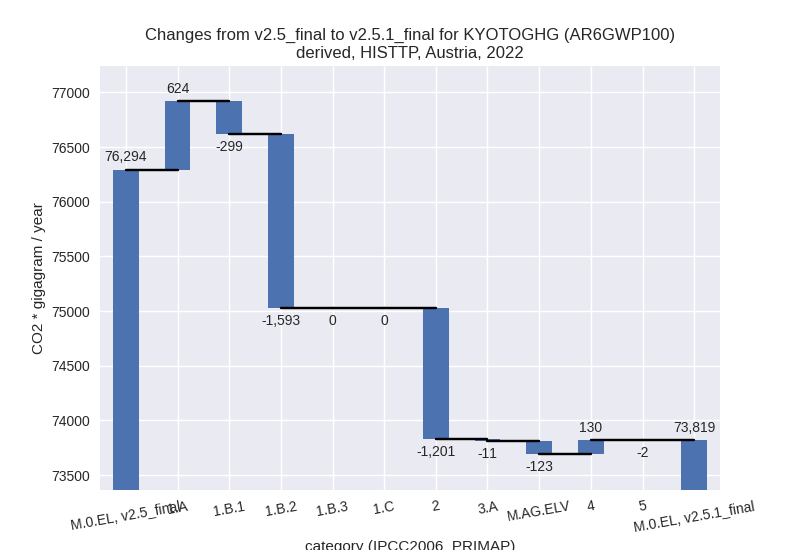 Changes from v2.5_final to v2.5.1_final for KYOTOGHG (AR6GWP100)
derived, HISTTP, Austria, 2022
77000
76500
76000
75500
75000
74500
74000
73500
CO2 * gigagram / year
76,294
624
-299
-1,593
0
0
-1,201
-11
-123
130
-2
73,819
M.0.EL, v2.5_final
1.A
1.B.1
1.B.2
1.B.3
1.C
2
3.A
M.AG.ELV
4
5
M.0.EL, v2.5.1_final
category (IPCC2006_PRIMAP)